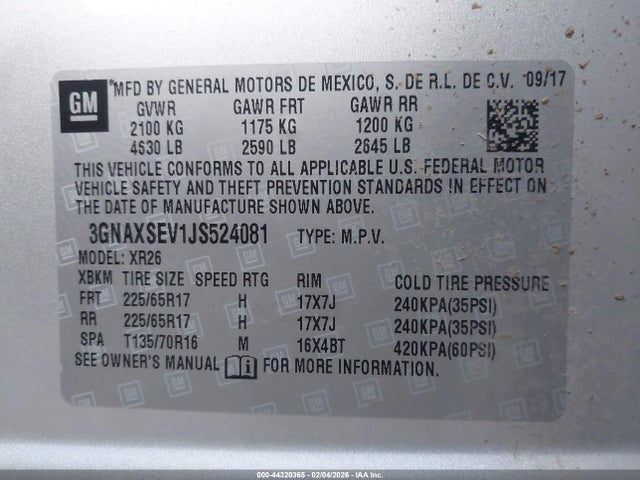 GM MFD BY GENERAL MOTORS DE MEXICO, S. DE R.L. DE C.V. 09/17
GVWR GAWR FRT GAWR RR
2100 KG 1175 KG 1200 KG
4630 LB 2590 LB 2645 LB
THIS VEHICLE CONFORMS TO ALL APPLICABLE U.S. FEDERAL MOTOR
VEHICLE SAFETY AND THEFT PREVENTION STANDARDS IN EFFECT ON
THE DATE OF MANUFACTURE SHOWN ABOVE.
3GNAXSEV1JS524081 TYPE: M.P.V.
MODEL: XR26
XBKM TIRE SIZE SPEED RTG RIM COLD TIRE PRESSURE
FRT 225/65R17 H 17X7J 240KPA(35PSI)
RR 225/65R17 H 17X7J 240KPA(35PSI)
SPA T135/70R16 M 16X4BT 420KPA(60PSI)
SEE OWNER'S MANUAL FOR MORE INFORMATION.
000-44320365 - 02/04/2026 - IAA Inc.